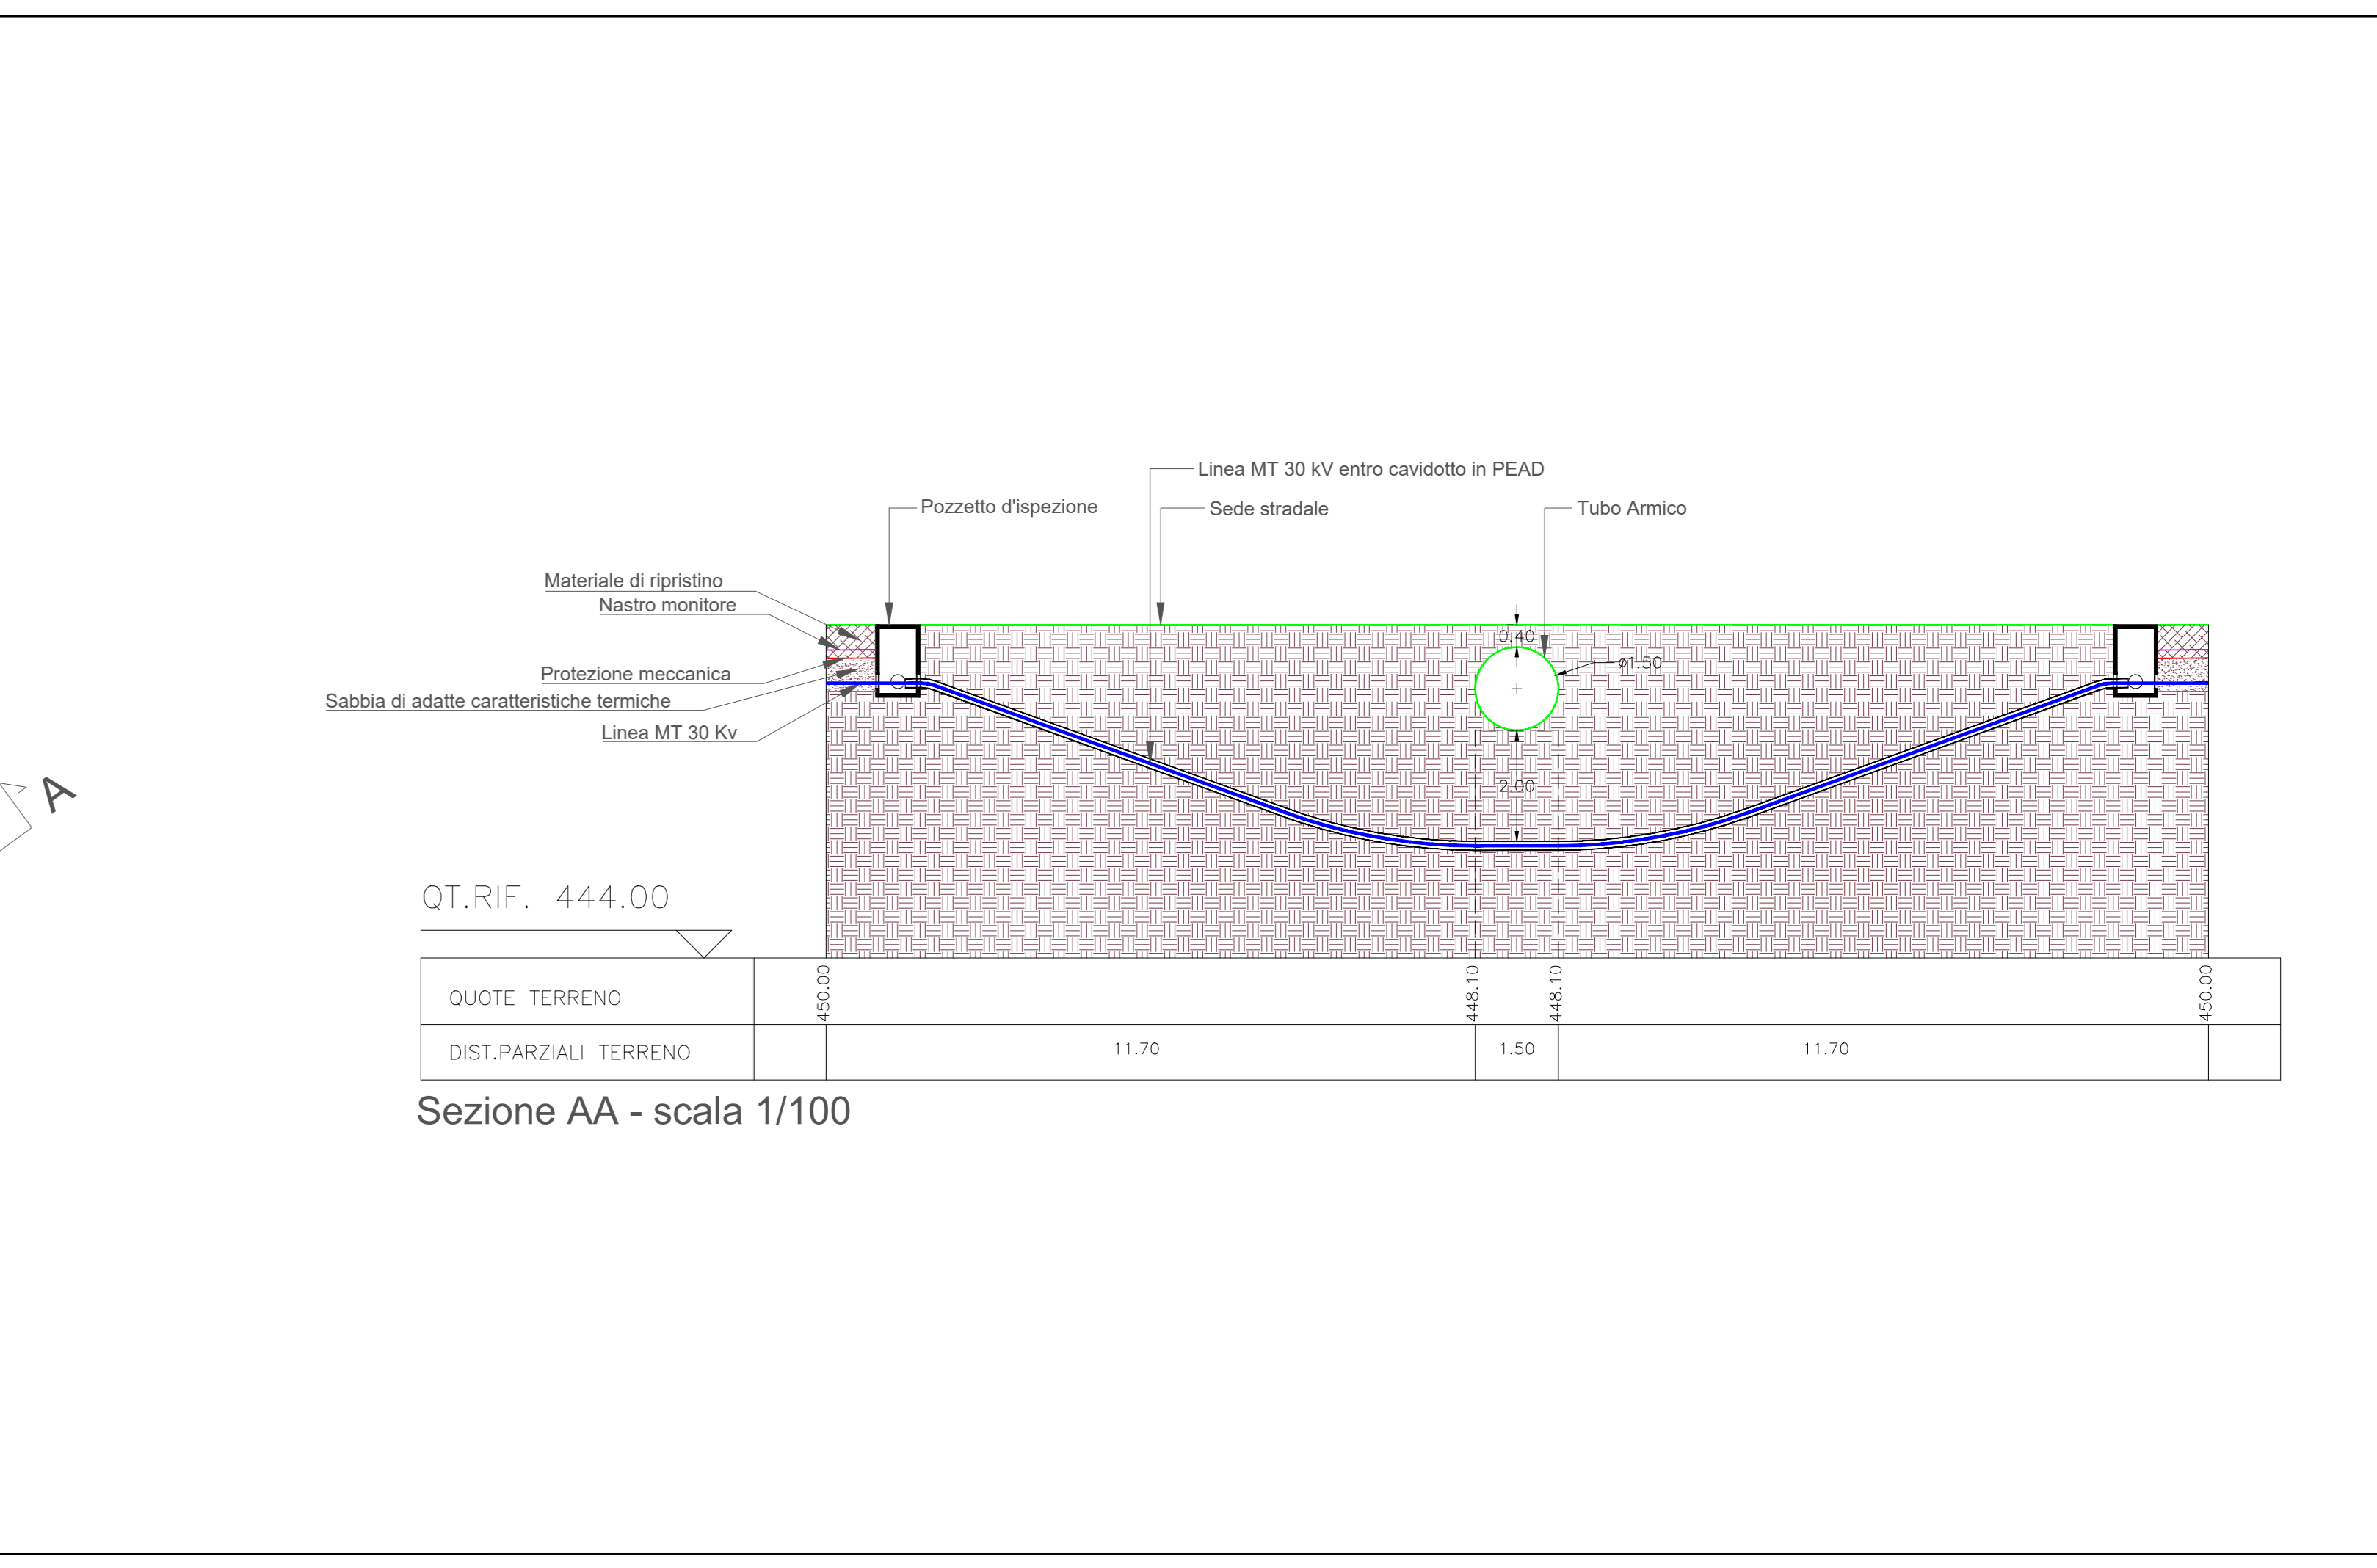 Linea MT 30 kV entro cavidotto in PEAD
Pozzetto d'ispezione
Sede stradale
Tubo Armico
Materiale di ripristino
Nastro monitore
0.40
ø1.50
Protezione meccanica
Sabbia di adatte caratteristiche termiche
Linea MT 30 Kv
A
2.00
QT.RIF. 444.00
QUOTE TERRENO
450.00
448.10
448.10
450.00
DIST.PARZIALI TERRENO
11.70
1.50
11.70
Sezione AA - scala 1/100